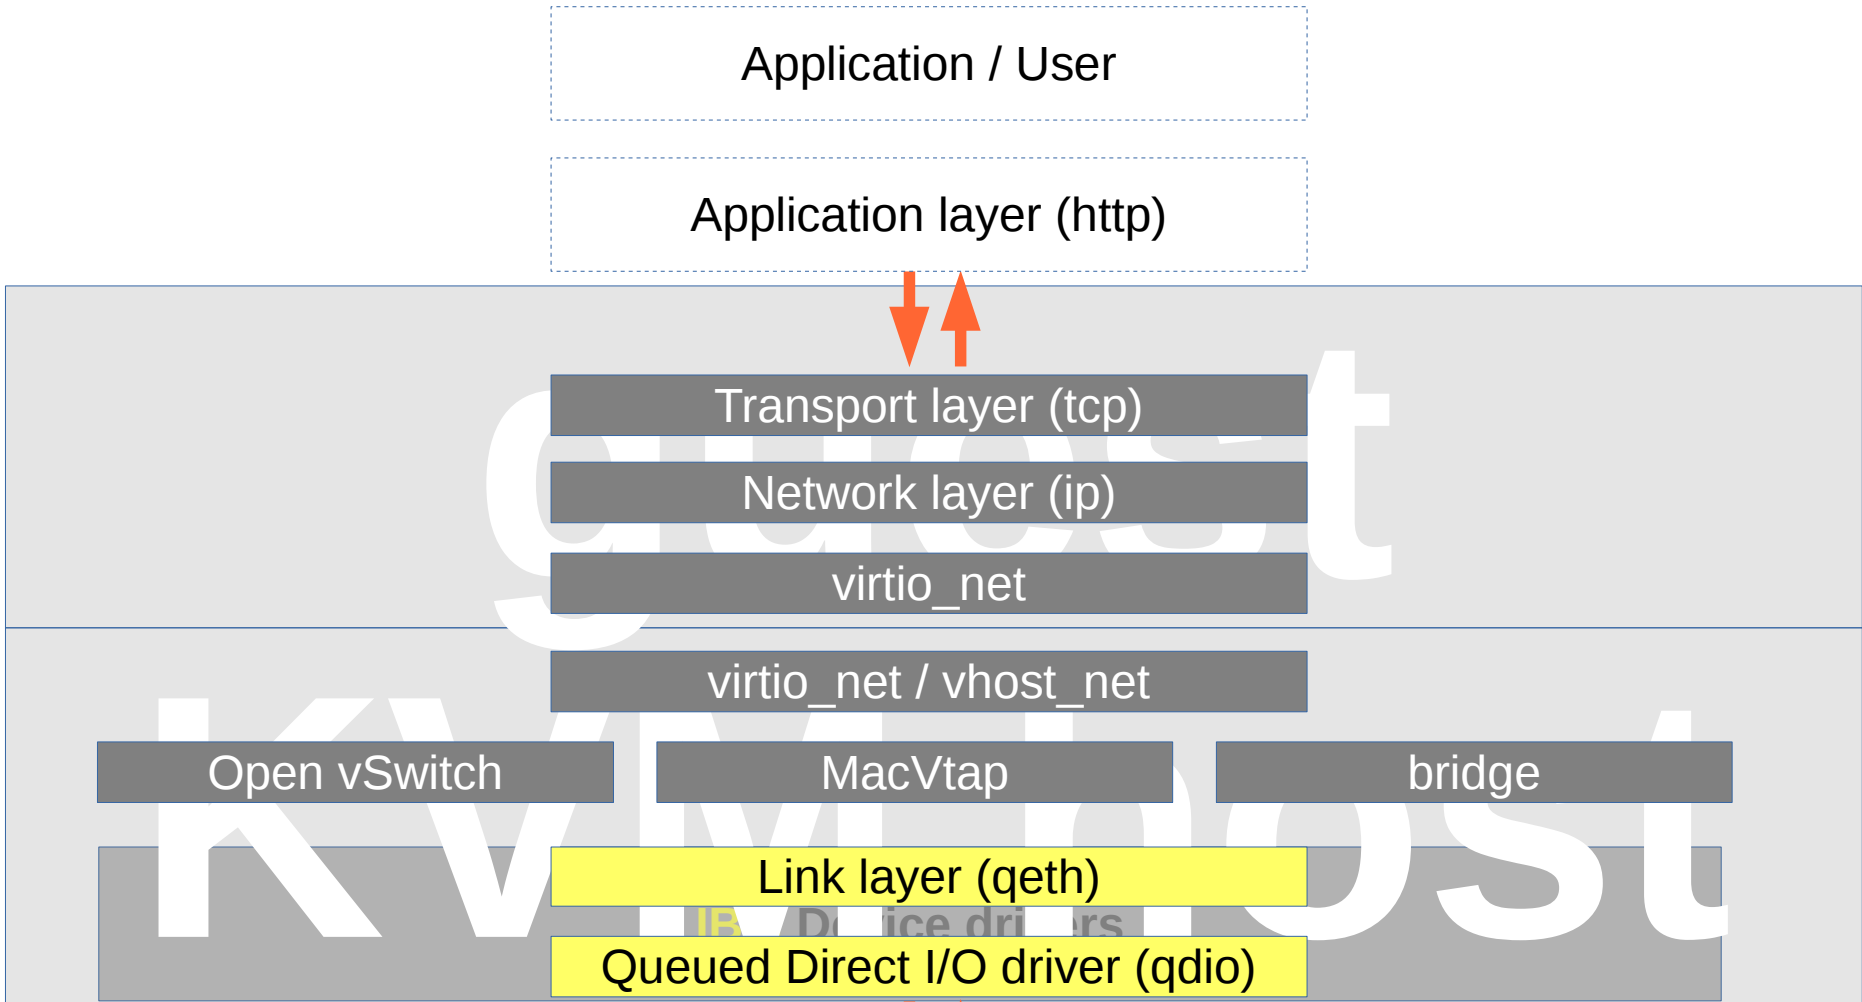 Application / User
Application layer (http)
guest
Transport layer (tcp)
Network layer (ip)
virtio_net
virtio_net / vhost_net
KVM host
Open vSwitch
MacVtap
bridge
Link layer (qeth)
drivers
Queued Direct I/O driver (qdio)